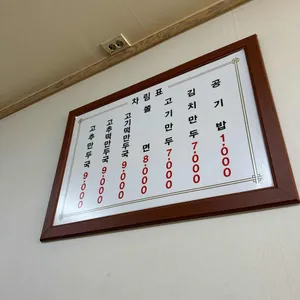 차림표
공기밥 1,000
김치만두 7,000
고기만두 7,000
쫄면 8,000
고기떡만두국 9,000
고추떡만두국 9,000
고추만두국 9,000